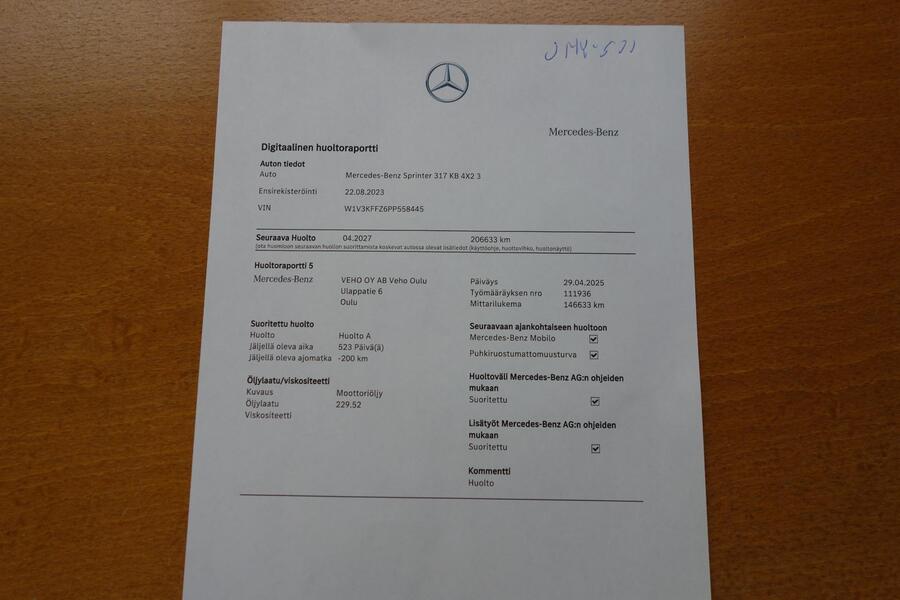 Mercedes-Benz
Digitaalinen huoltoraportti
Auton tiedot
Auto Mercedes-Benz Sprinter 317 KB 4X2 3
Ensirekisteröinti 22.08.2023
VIN W1V3KFFZ6PP558445
Seuraava Huolto 04.2027 206633 km
(ota huomioon seuraavan huollon suorittamista koskevat autossa olevat lisätiedot (käyttöohje, huoltovihko, huoltonäyttö)
Huoltoraportti 5
Mercedes-Benz VEHO OY AB Veho Oulu
Ulappatie 6
Oulu
Päiväys 29.04.2025
Työmääräyksen nro 111936
Mittarilukema 146633 km
Suoritettu huolto
Huolto Huolto A
Jäljellä oleva aika 523 Päivä(ä)
Jäljellä oleva ajomatka -200 km
Öljylaatu/viskositeetti
Kuvaus Moottoriöljy
Öljylaatu 229.52
Viskositeetti
Seuraavaan ajankohtaiseen huoltoon
Mercedes-Benz Mobilo
Puhkiruostumattomuusturva
Huoltoväli Mercedes-Benz AG:n ohjeiden
mukaan
Suoritettu
Lisätyöt Mercedes-Benz AG:n ohjeiden
mukaan
Suoritettu
Kommentti
Huolto